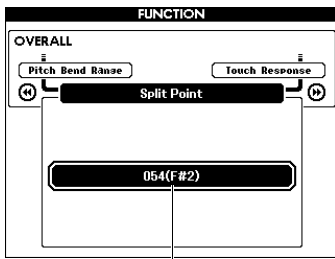 FUNCTION
OVERALL
Pitch Bend Range
Touch Response
Split Point
054(F#2)